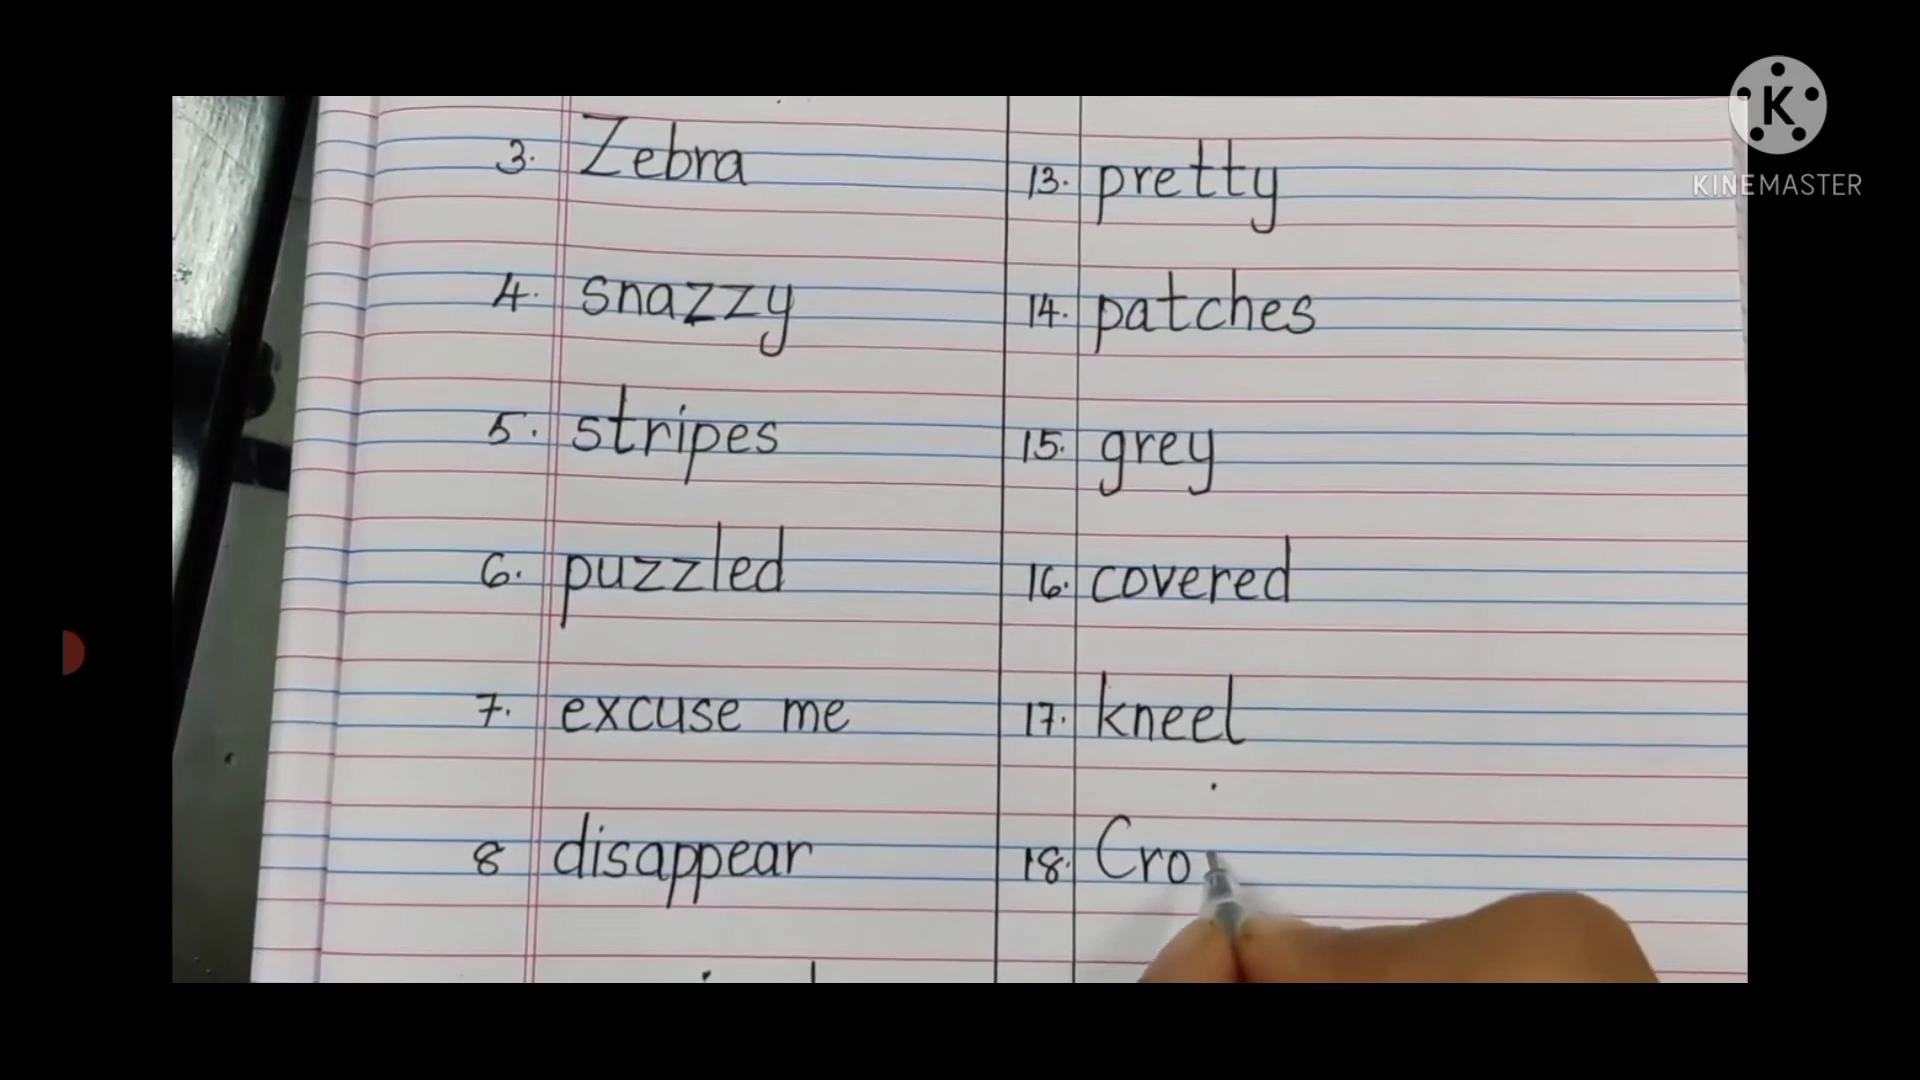 3. Zebra
4. snazzy
5. stripes
6. puzzled
7. excuse me
8 disappear
13. pretty
14. patches
15. grey
16. covered
17. kneel
18. Cro
K
KINEMASTER